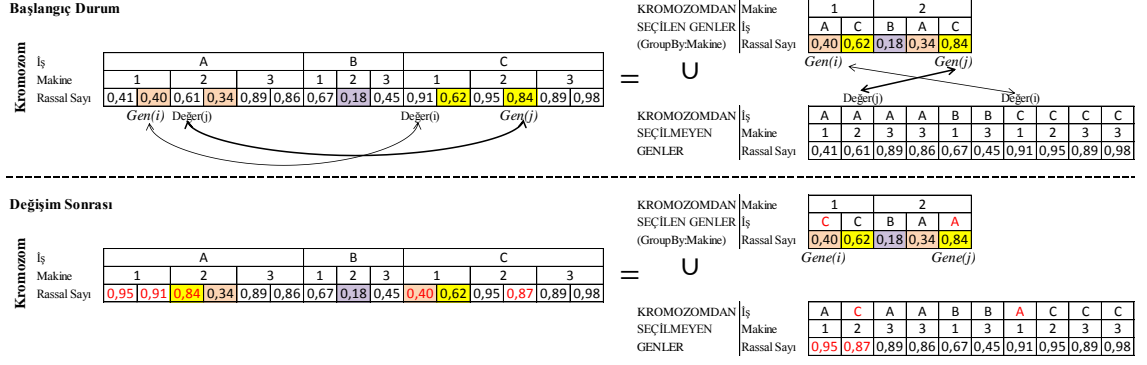 Başlangıç Durum
Kromozom
İş A B C
Makine 1 2 3 1 2 3 1 2 3
Rassal Sayı 0,41 0,40 0,61 0,34 0,89 0,86 0,67 0,18 0,45 0,91 0,62 0,95 0,84 0,89 0,98
Gen(i) Değer(j) Değer(i) Gen(j)
=
KROMOZOMDAN Makine 1 2
SEÇİLEN GENLER İş A C B A C
(GroupBy:Makine) Rassal Sayı 0,40 0,62 0,18 0,34 0,84
Gen(i) Gen(j)
∪
Değer(j) Değer(i)
KROMOZOMDAN İş A A A A B B C C C C
SEÇİLMEYEN Makine 1 2 3 3 1 3 1 2 3 3
GENLER Rassal Sayı 0,41 0,61 0,89 0,86 0,67 0,45 0,91 0,95 0,89 0,98
Değişim Sonrası
Kromozom
İş A B C
Makine 1 2 3 1 2 3 1 2 3
Rassal Sayı 0,95 0,91 0,84 0,34 0,89 0,86 0,67 0,18 0,45 0,40 0,62 0,95 0,87 0,89 0,98
=
KROMOZOMDAN Makine 1 2
SEÇİLEN GENLER İş C C B A A
(GroupBy:Makine) Rassal Sayı 0,40 0,62 0,18 0,34 0,84
Gene(i) Gene(j)
∪
KROMOZOMDAN İş A C A A B B A C C C
SEÇİLMEYEN Makine 1 2 3 3 1 3 1 2 3 3
GENLER Rassal Sayı 0,95 0,87 0,89 0,86 0,67 0,45 0,91 0,95 0,89 0,98